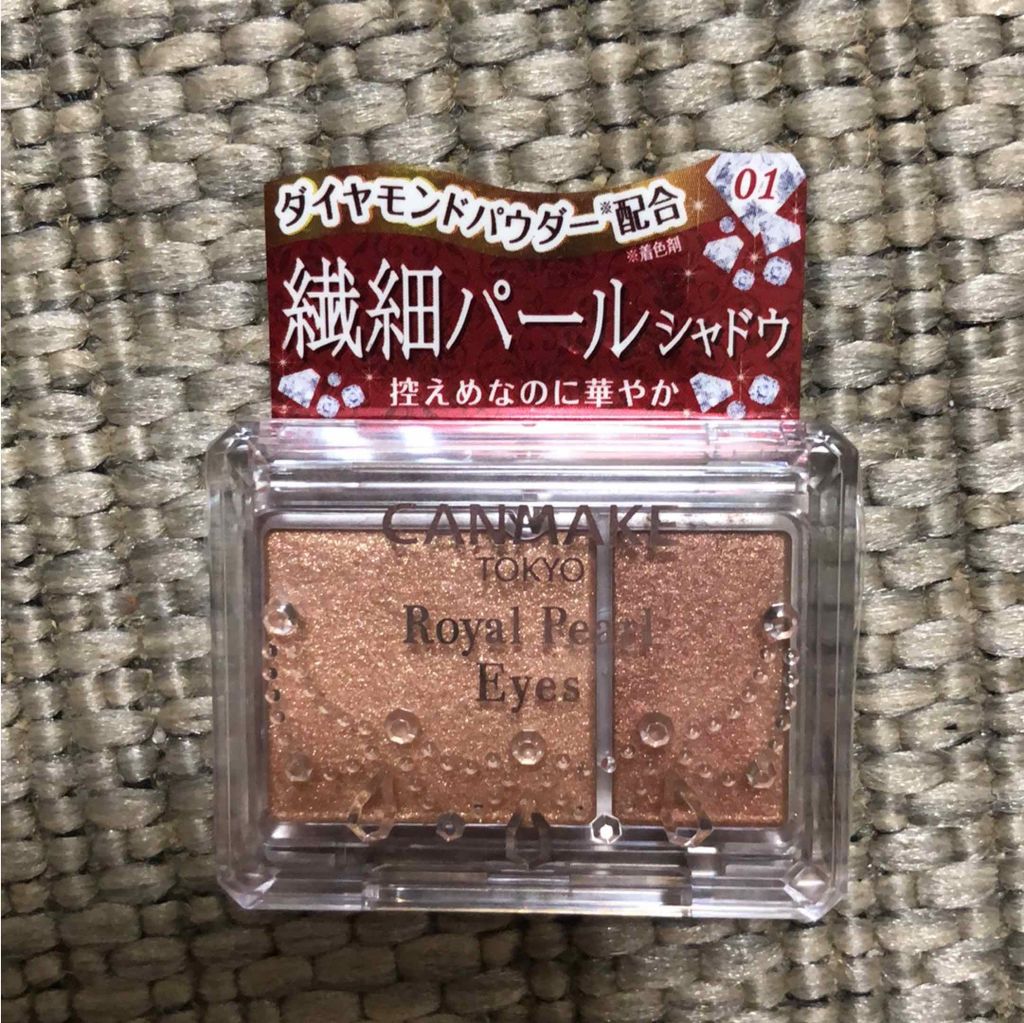 ダイヤモンドパウダー※配合
※着色剤
01
繊細パールシャドウ
控えめなのに華やか
CANMAKE
TOKYO
Royal Pearl
Eyes